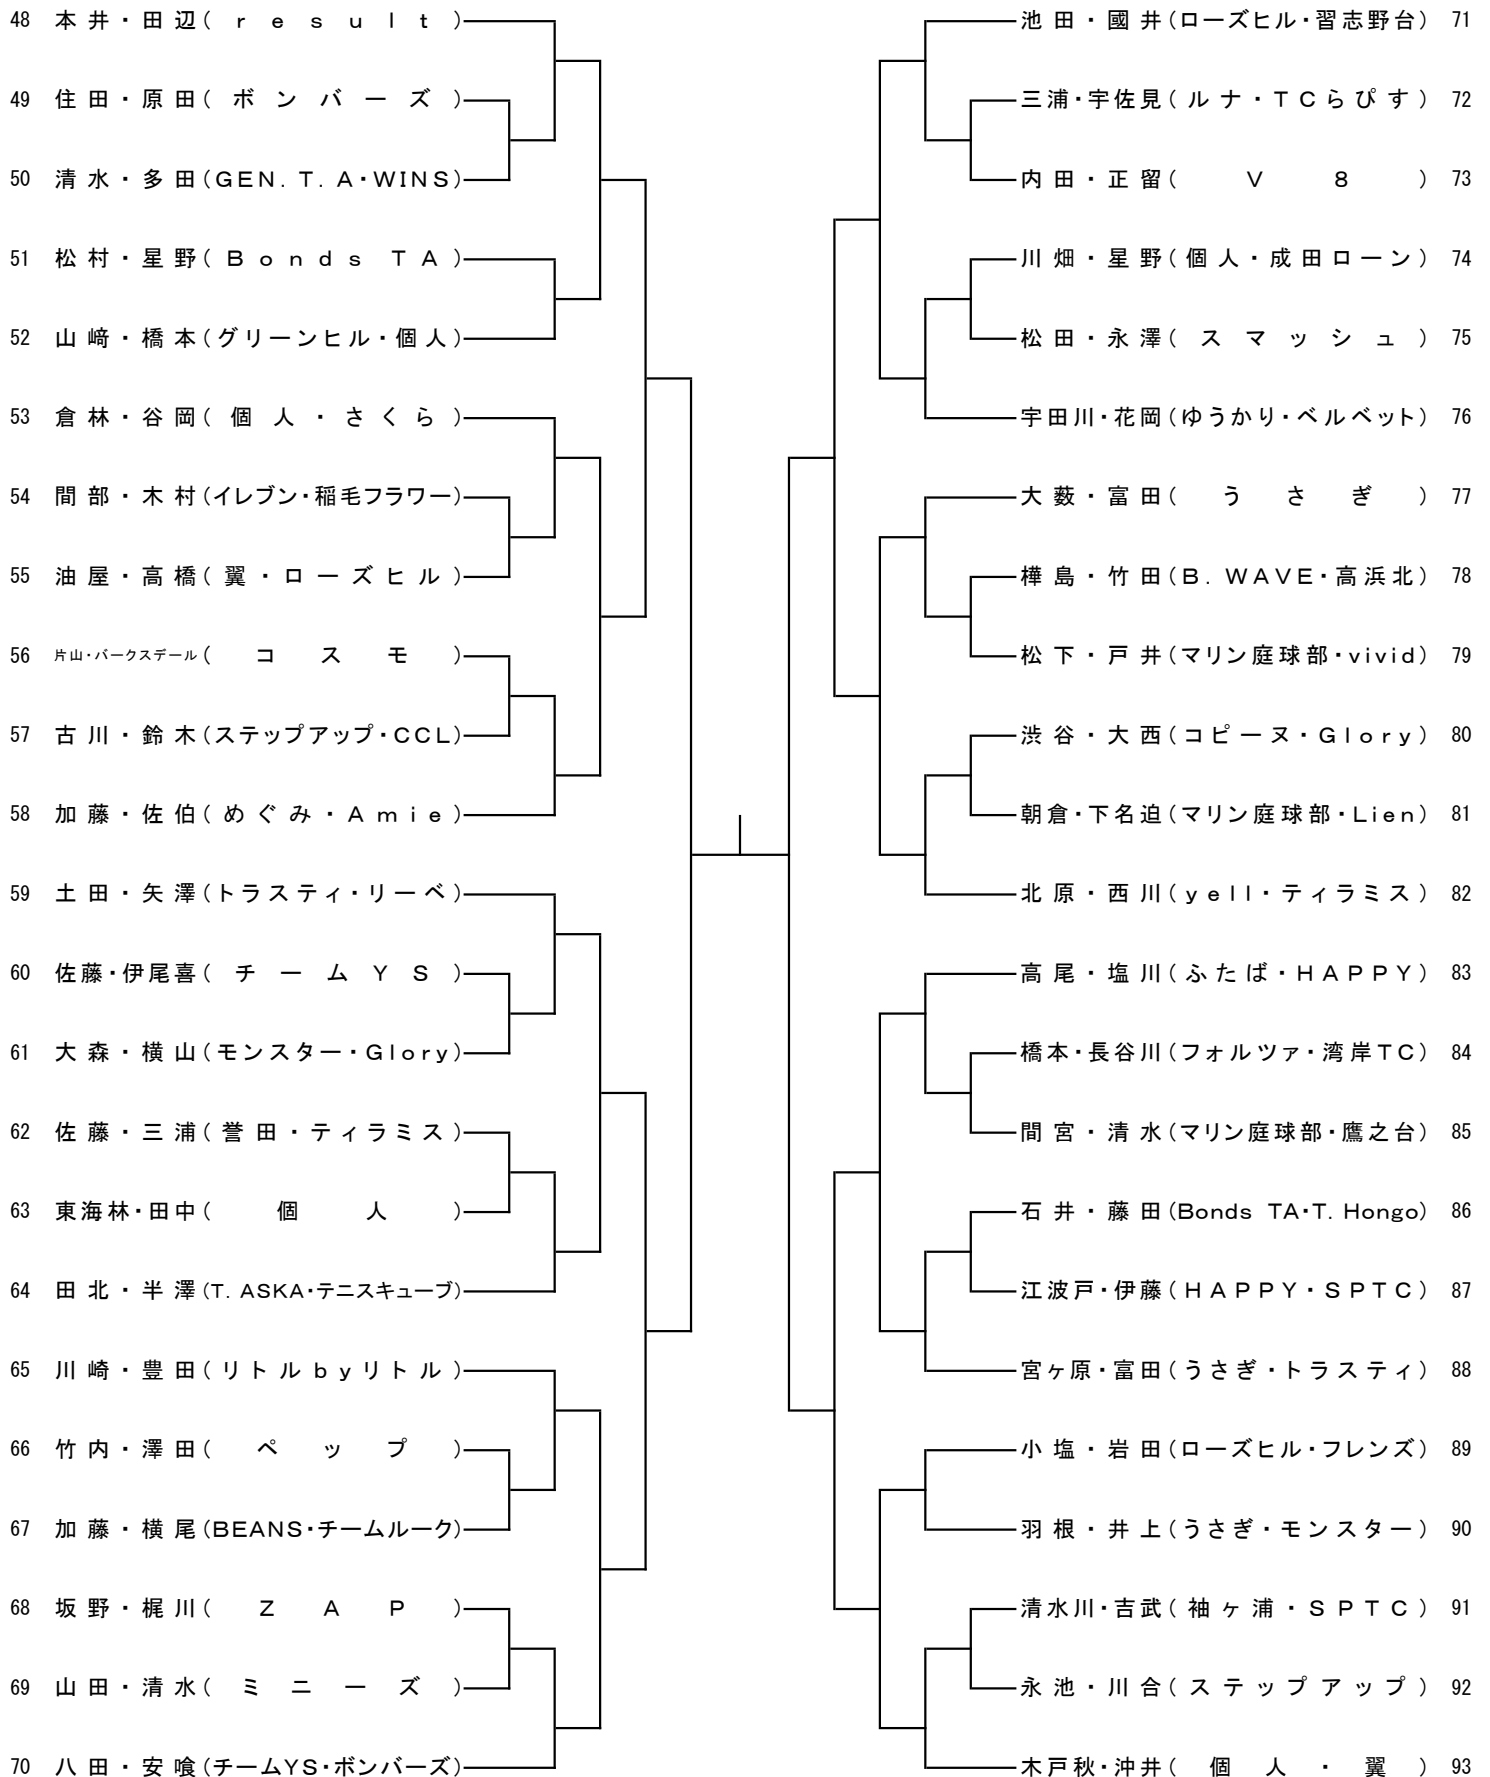 48 本井・田辺(result)
49 住田・原田(ボンバーズ)
50 清水・多田(GEN.T.A・WINS)
51 松村・星野(Bonds TA)
52 山﨑・橋本(グリーンヒル・個人)
53 倉林・谷岡(個人・さくら)
54 間部・木村(イレブン・稲毛フラワー)
55 油屋・高橋(翼・ローズヒル)
56 片山・バークスデール(コスモ)
57 古川・鈴木(ステップアップ・CCL)
58 加藤・佐伯(めぐみ・Amie)
59 土田・矢澤(トラスティ・リーベ)
60 佐藤・伊尾喜(チームYS)
61 大森・横山(モンスター・Glory)
62 佐藤・三浦(誉田・ティラミス)
63 東海林・田中(個人)
64 田北・半澤(T.ASKA・テニスキューブ)
65 川崎・豊田(リトルbyリトル)
66 竹内・澤田(ペップ)
67 加藤・横尾(BEANS・チームルーク)
68 坂野・梶川(ZAP)
69 山田・清水(ミニーズ)
70 八田・安喰(チームYS・ボンバーズ)
池田・國井(ローズヒル・習志野台) 71
三浦・宇佐見(ルナ・TCらぴす) 72
内田・正留(V8) 73
川畑・星野(個人・成田ローン) 74
松田・永澤(スマッシュ) 75
宇田川・花岡(ゆうかり・ベルベット) 76
大薮・富田(うさぎ) 77
樺島・竹田(B.WAVE・高浜北) 78
松下・戸井(マリン庭球部・vivid) 79
渋谷・大西(コピーヌ・Glory) 80
朝倉・下名迫(マリン庭球部・Lien) 81
北原・西川(yell・ティラミス) 82
高尾・塩川(ふたば・HAPPY) 83
橋本・長谷川(フォルツァ・湾岸TC) 84
間宮・清水(マリン庭球部・鷹之台) 85
石井・藤田(Bonds TA・T.Hongo) 86
江波戸・伊藤(HAPPY・SPTC) 87
宮ヶ原・富田(うさぎ・トラスティ) 88
小塩・岩田(ローズヒル・フレンズ) 89
羽根・井上(うさぎ・モンスター) 90
清水川・吉武(袖ヶ浦・SPTC) 91
永池・川合(ステップアップ) 92
木戸秋・沖井(個人・翼) 93